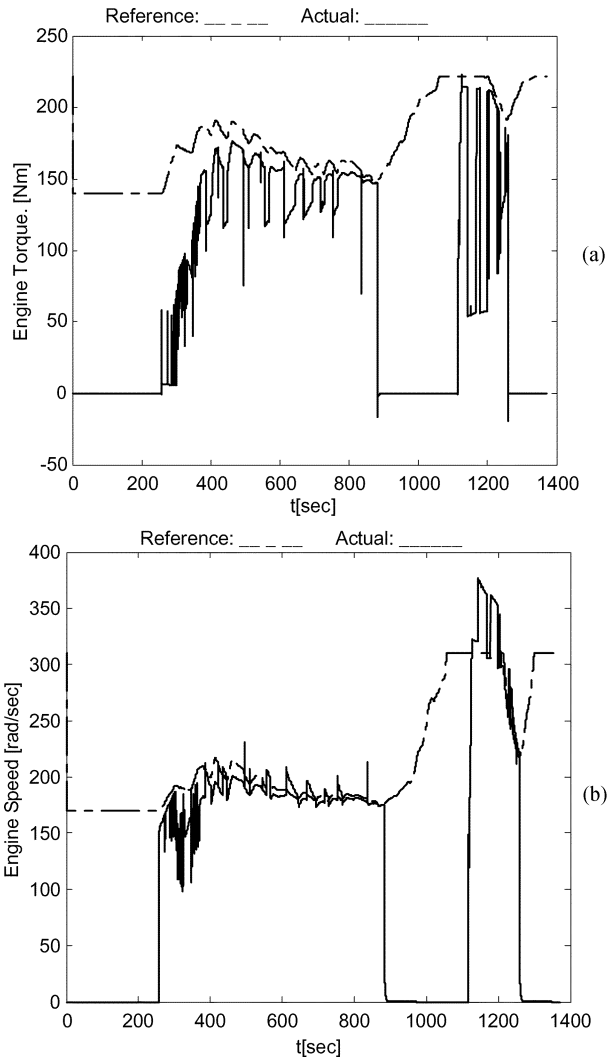 Reference: __ _ __ Actual: ______
250
200
150
100
50
0
-50
Engine Torque. [Nm]
0 200 400 600 800 1000 1200 1400
t[sec]
(a)
Reference: __ _ __ Actual: ______
400
350
300
250
200
150
100
50
0
Engine Speed [rad/sec]
0 200 400 600 800 1000 1200 1400
t[sec]
(b)